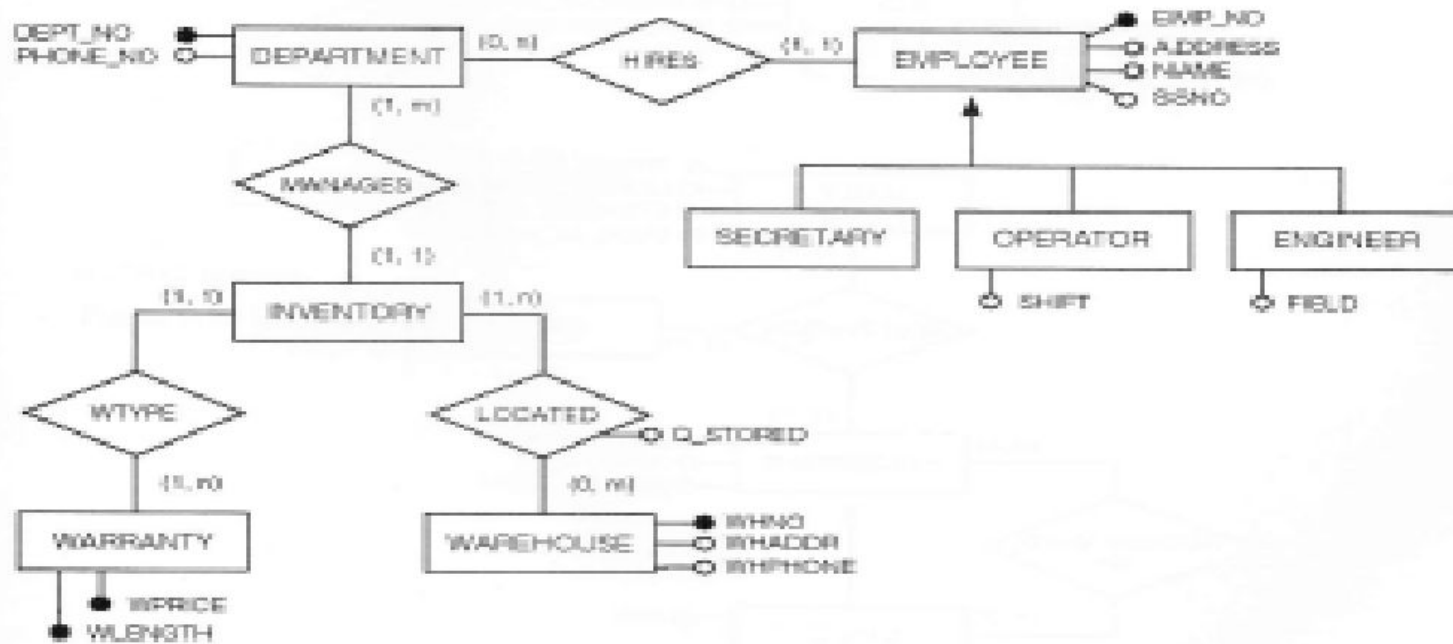 DEPT_NO
PHONE_NO
DEPARTMENT
(0, n)
HIRES
(1, 1)
EMPLOYEE
EMP_NO
ADDRESS
NAME
SSNO
(1, m)
MANAGES
(1, 1)
SECRETARY
OPERATOR
ENGINEER
SHIFT
FIELD
(1, 1)
INVENTORY
(1, n)
WTYPE
LOCATED
Q_STORED
(1, n)
(0, m)
WARRANTY
WAREHOUSE
WHNO
WHADDR
WHPHONE
WPRICE
WLENGTH